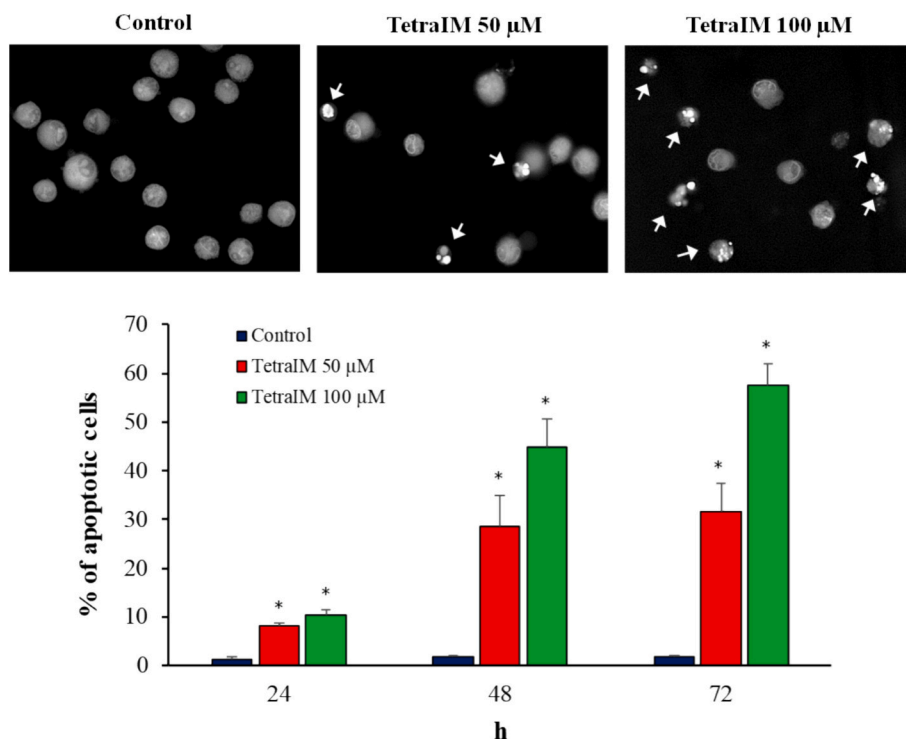 Control
TetraIM 50 μM
TetraIM 100 μM
70
60
50
40
30
20
10
0
% of apoptotic cells
Control
TetraIM 50 μM
TetraIM 100 μM
*
*
*
*
*
*
24
48
72
h